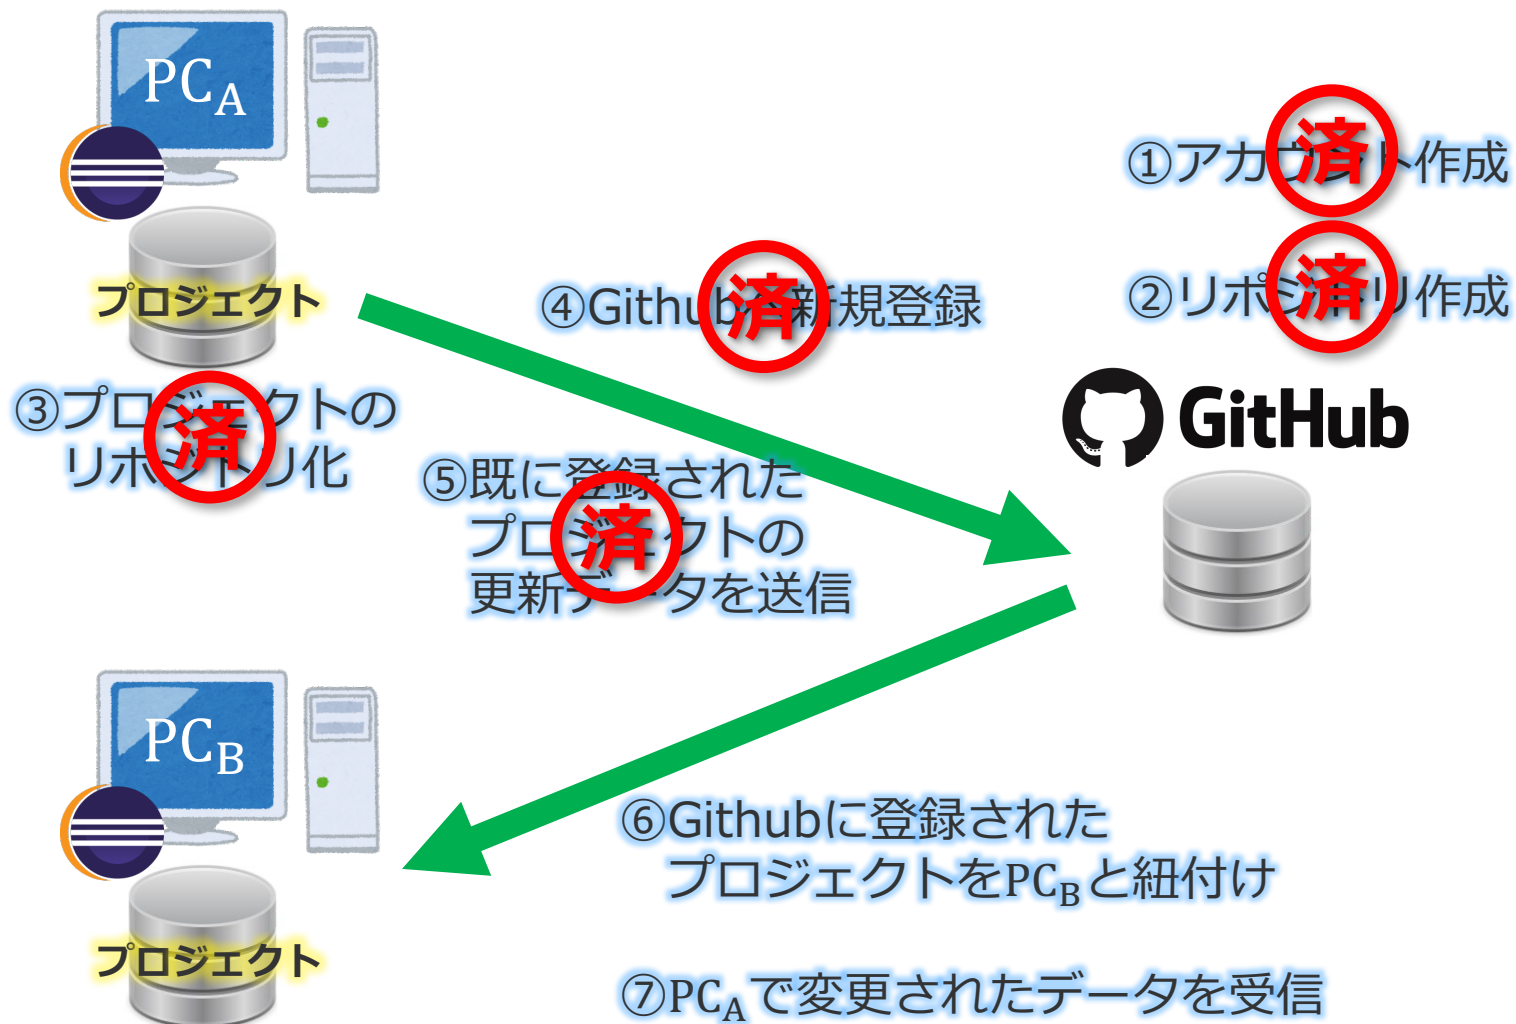 PCA
プロジェクト
①アカウント作成
済
②リポジトリ作成
済
④Githubへ新規登録
済
③プロジェクトの
リポジトリ化
済
GitHub
⑤既に登録された
プロジェクトの
更新データを送信
済
PCB
プロジェクト
⑥Githubに登録された
プロジェクトをPCBと紐付け
⑦PCAで変更されたデータを受信